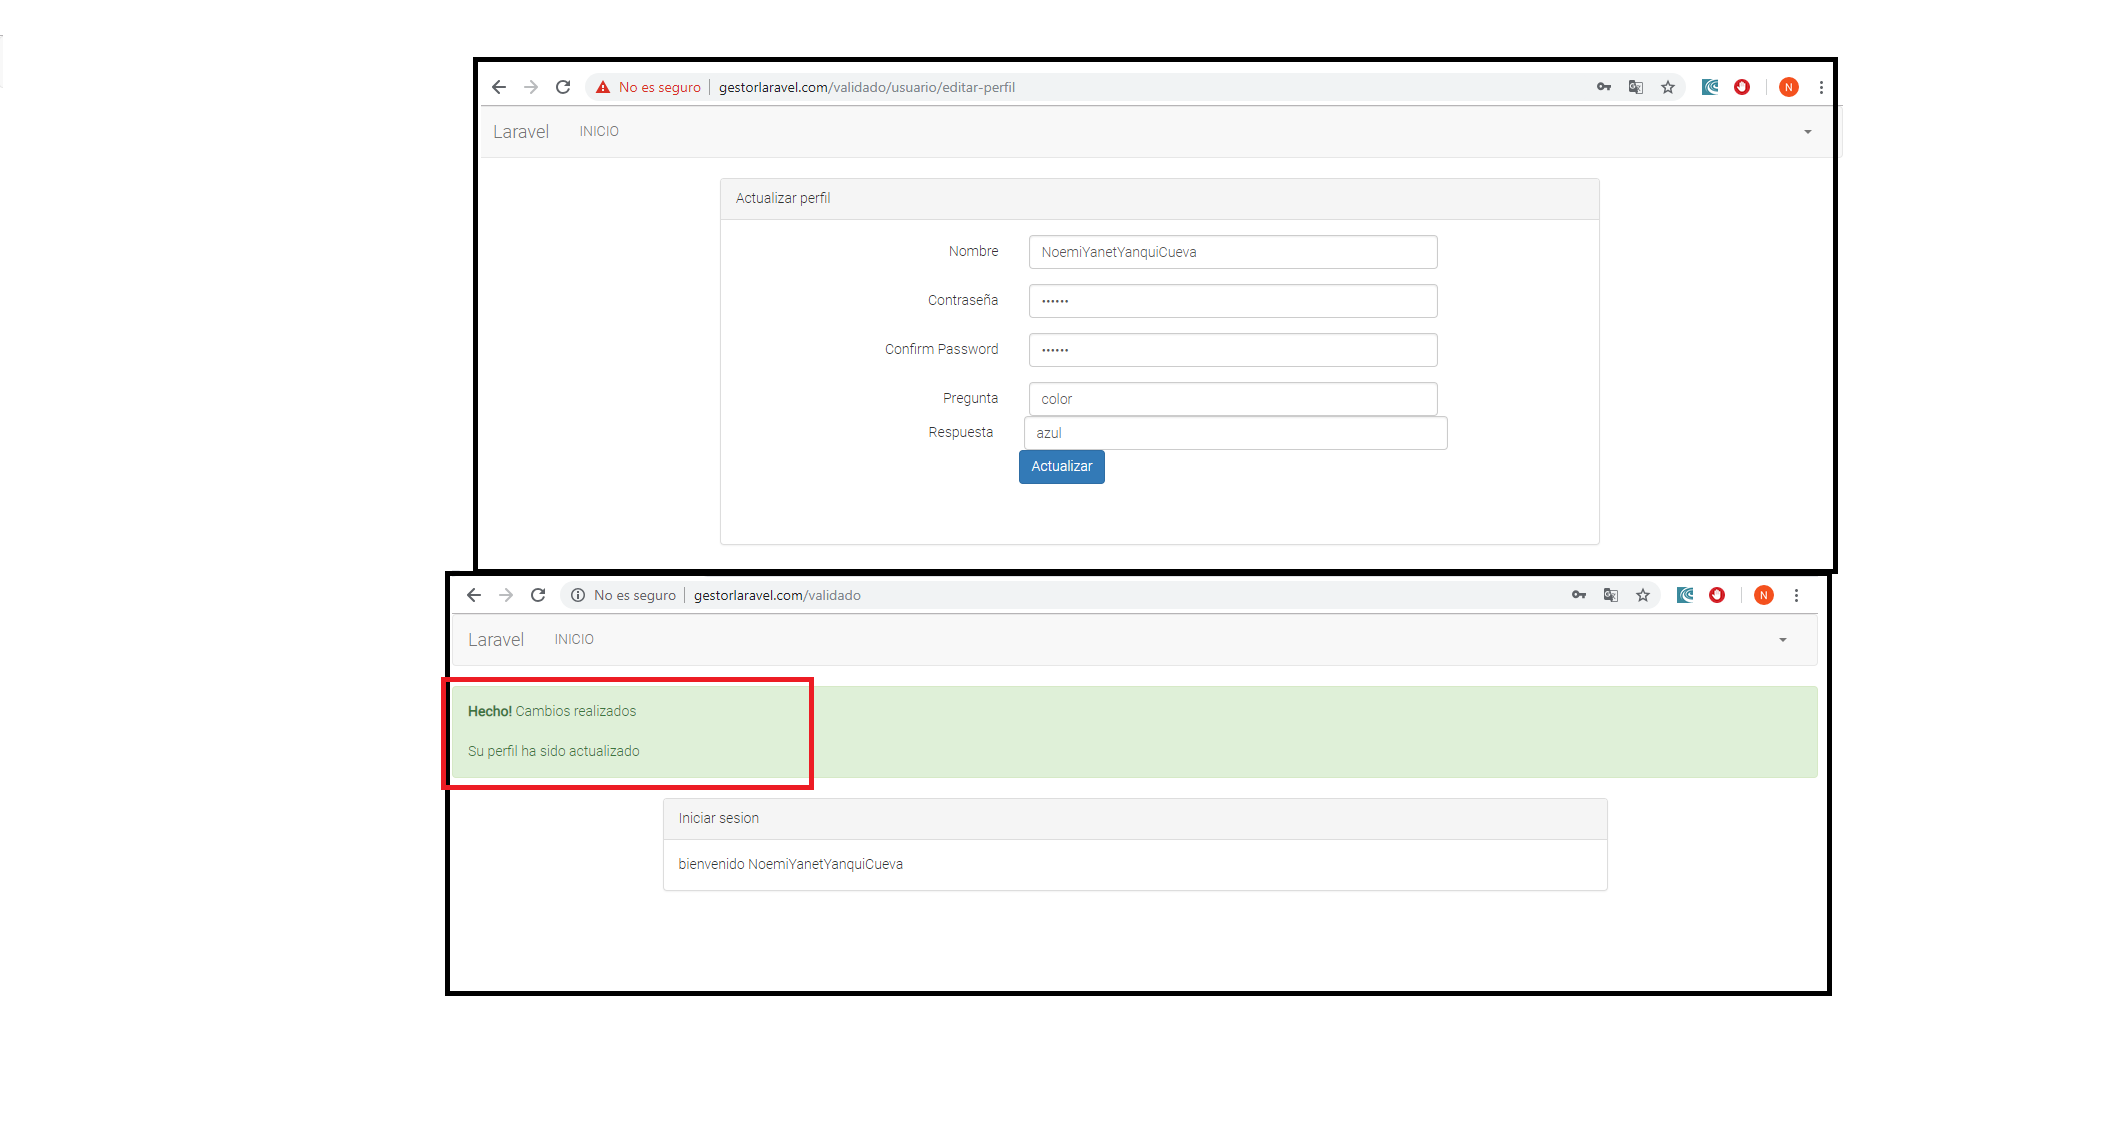 No es seguro | gestorlaravel.com/validado/usuario/editar-perfil
N
Laravel INICIO
Actualizar perfil
Nombre NoemiYanetYanquiCueva
Contraseña ••••••
Confirm Password ••••••
Pregunta color
Respuesta azul
Actualizar
No es seguro | gestorlaravel.com/validado
N
Laravel INICIO
Hecho! Cambios realizados
Su perfil ha sido actualizado
Iniciar sesion
bienvenido NoemiYanetYanquiCueva